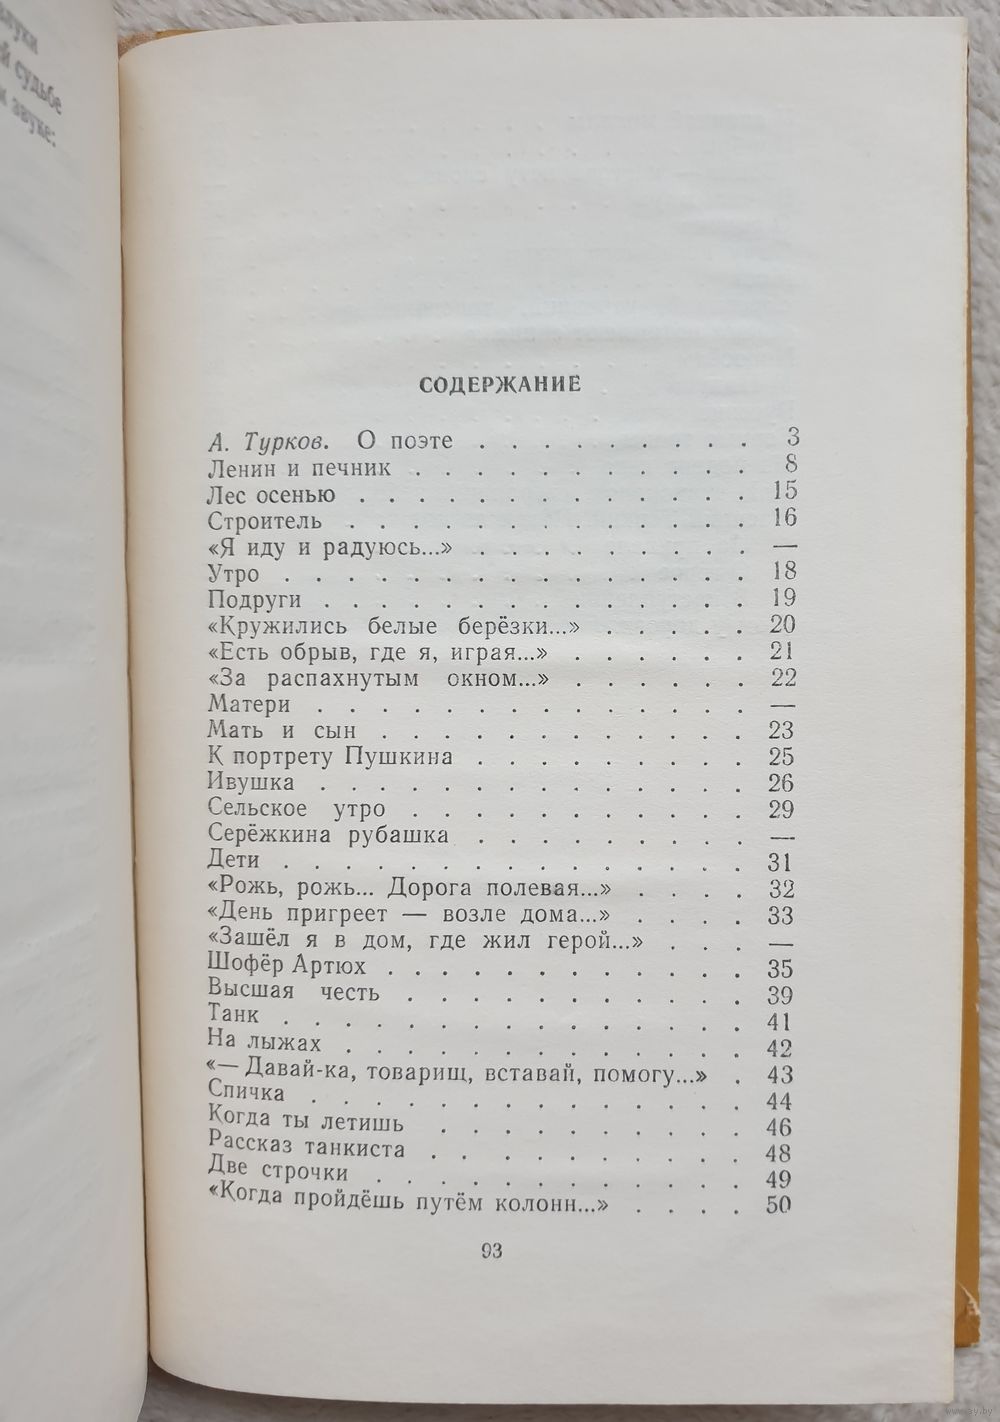 й судьбе
к звуке:
СОДЕРЖАНИЕ
А. Турков. О поэте . . . . . . . . . 3
Ленин и печник . . . . . . . . . . . 8
Лес осенью . . . . . . . . . . . . . 15
Строитель . . . . . . . . . . . . . 16
«Я иду и радуюсь...» . . . . . . . . . —
Утро . . . . . . . . . . . . . . . . 18
Подруги . . . . . . . . . . . . . . 19
«Кружились белые берёзки...» . . . . . 20
«Есть обрыв, где я, играя...» . . . . . . 21
«За распахнутым окном...» . . . . . . 22
Матери . . . . . . . . . . . . . . . —
Мать и сын . . . . . . . . . . . . 23
К портрету Пушкина . . . . . . . . . 25
Ивушка . . . . . . . . . . . . . . 26
Сельское утро . . . . . . . . . . . 29
Серёжкина рубашка . . . . . . . . . —
Дети . . . . . . . . . . . . . . . . 31
«Рожь, рожь... Дорога полевая...» . . . . 32
«День пригреет — возле дома...» . . . . 33
«Зашёл я в дом, где жил герой...» . . . —
Шофёр Артюх . . . . . . . . . . . . 35
Высшая честь . . . . . . . . . . . 39
Танк . . . . . . . . . . . . . . . . 41
На лыжах . . . . . . . . . . . . . 42
«— Давай-ка, товарищ, вставай, помогу...» . 43
Спичка . . . . . . . . . . . . . . 44
Когда ты летишь . . . . . . . . . . 46
Рассказ танкиста . . . . . . . . . . 48
Две строчки . . . . . . . . . . . . 49
«Когда пройдёшь путём колонн...» . . . . 50
93
www.ay.by